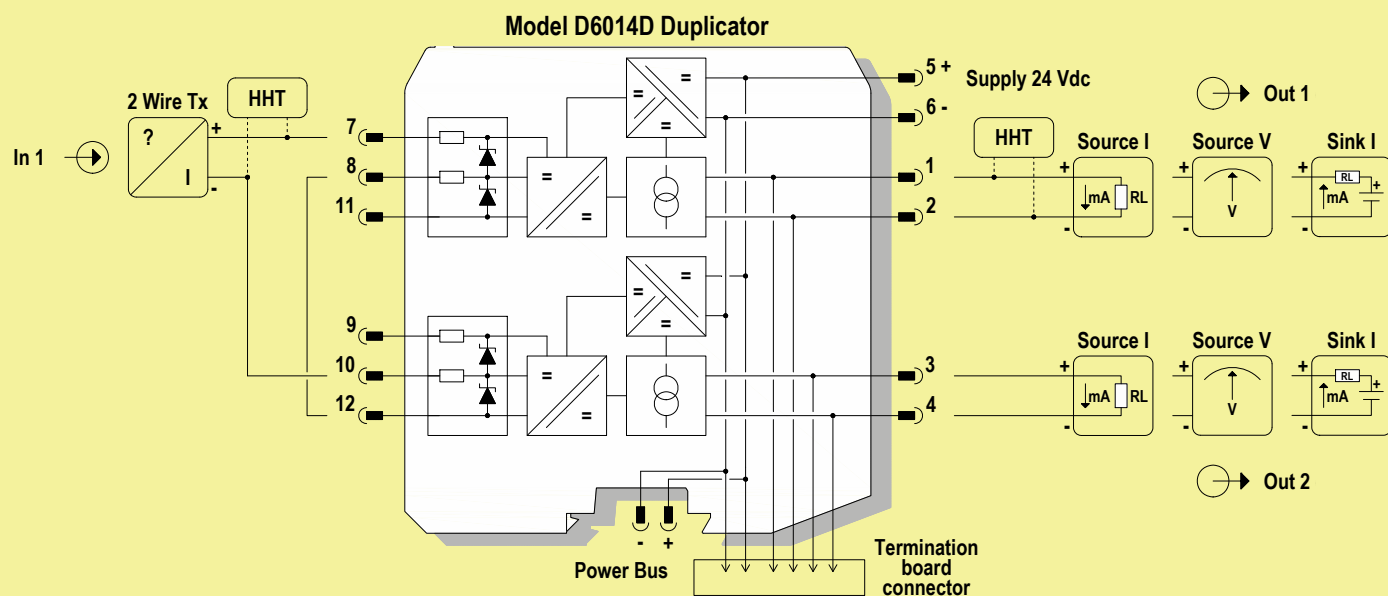 Model D6014D Duplicator
In 1
2 Wire Tx
HHT
?
I
+
-
7
8
11
9
10
12
=
=
=
=
=
=
=
=
=
=
5 +
Supply 24 Vdc
6 -
1
2
3
4
HHT
Out 1
Source I
Source V
Sink I
+
mA
RL
-
+
V
-
+
RL
mA
+
-
Source I
Source V
Sink I
+
mA
RL
-
+
V
-
+
RL
mA
+
-
Out 2
- +
Power Bus
Termination
board
connector